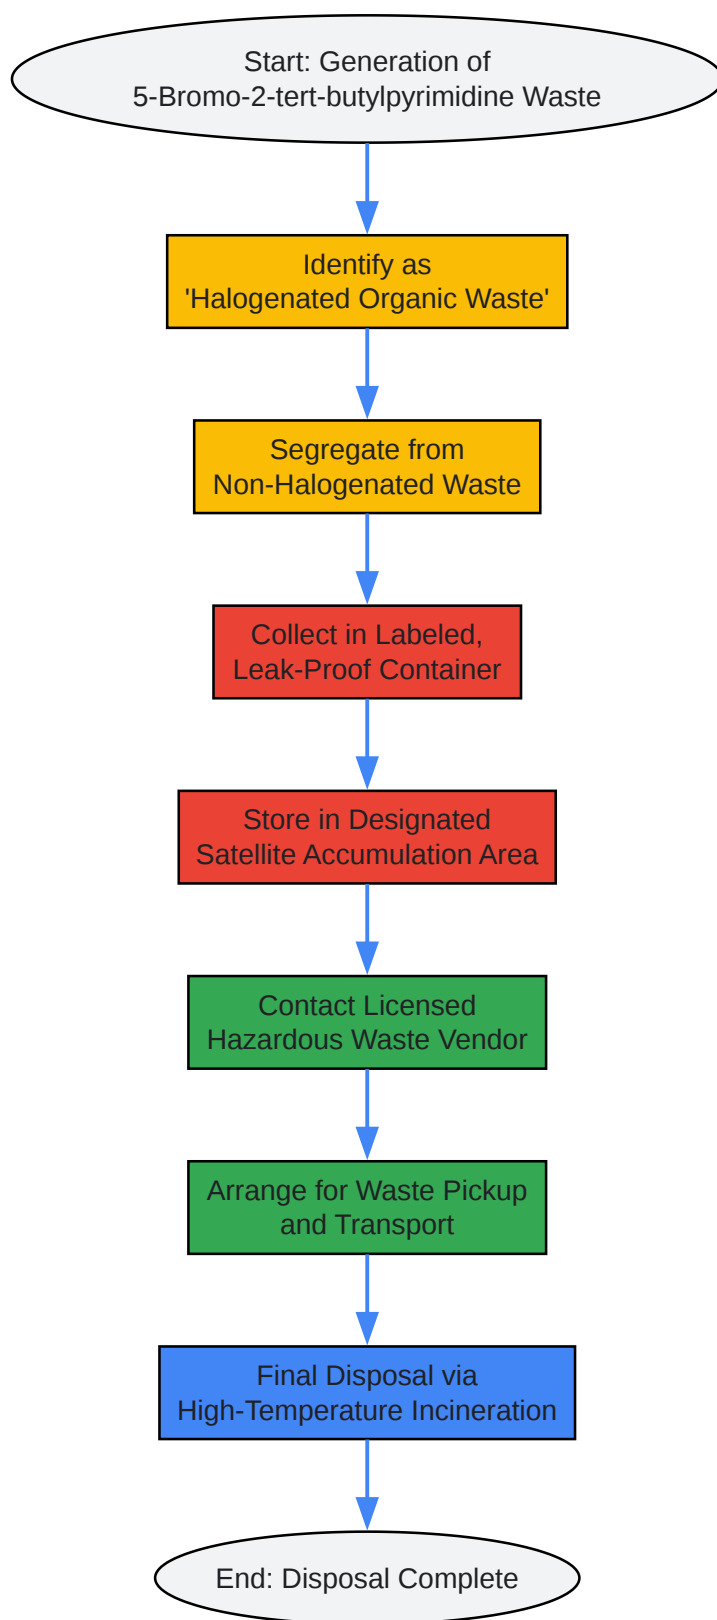 Start: Generation of
5-Bromo-2-tert-butylpyrimidine Waste
Identify as
'Halogenated Organic Waste'
Segregate from
Non-Halogenated Waste
Collect in Labeled,
Leak-Proof Container
Store in Designated
Satellite Accumulation Area
Contact Licensed
Hazardous Waste Vendor
Arrange for Waste Pickup
and Transport
Final Disposal via
High-Temperature Incineration
End: Disposal Complete